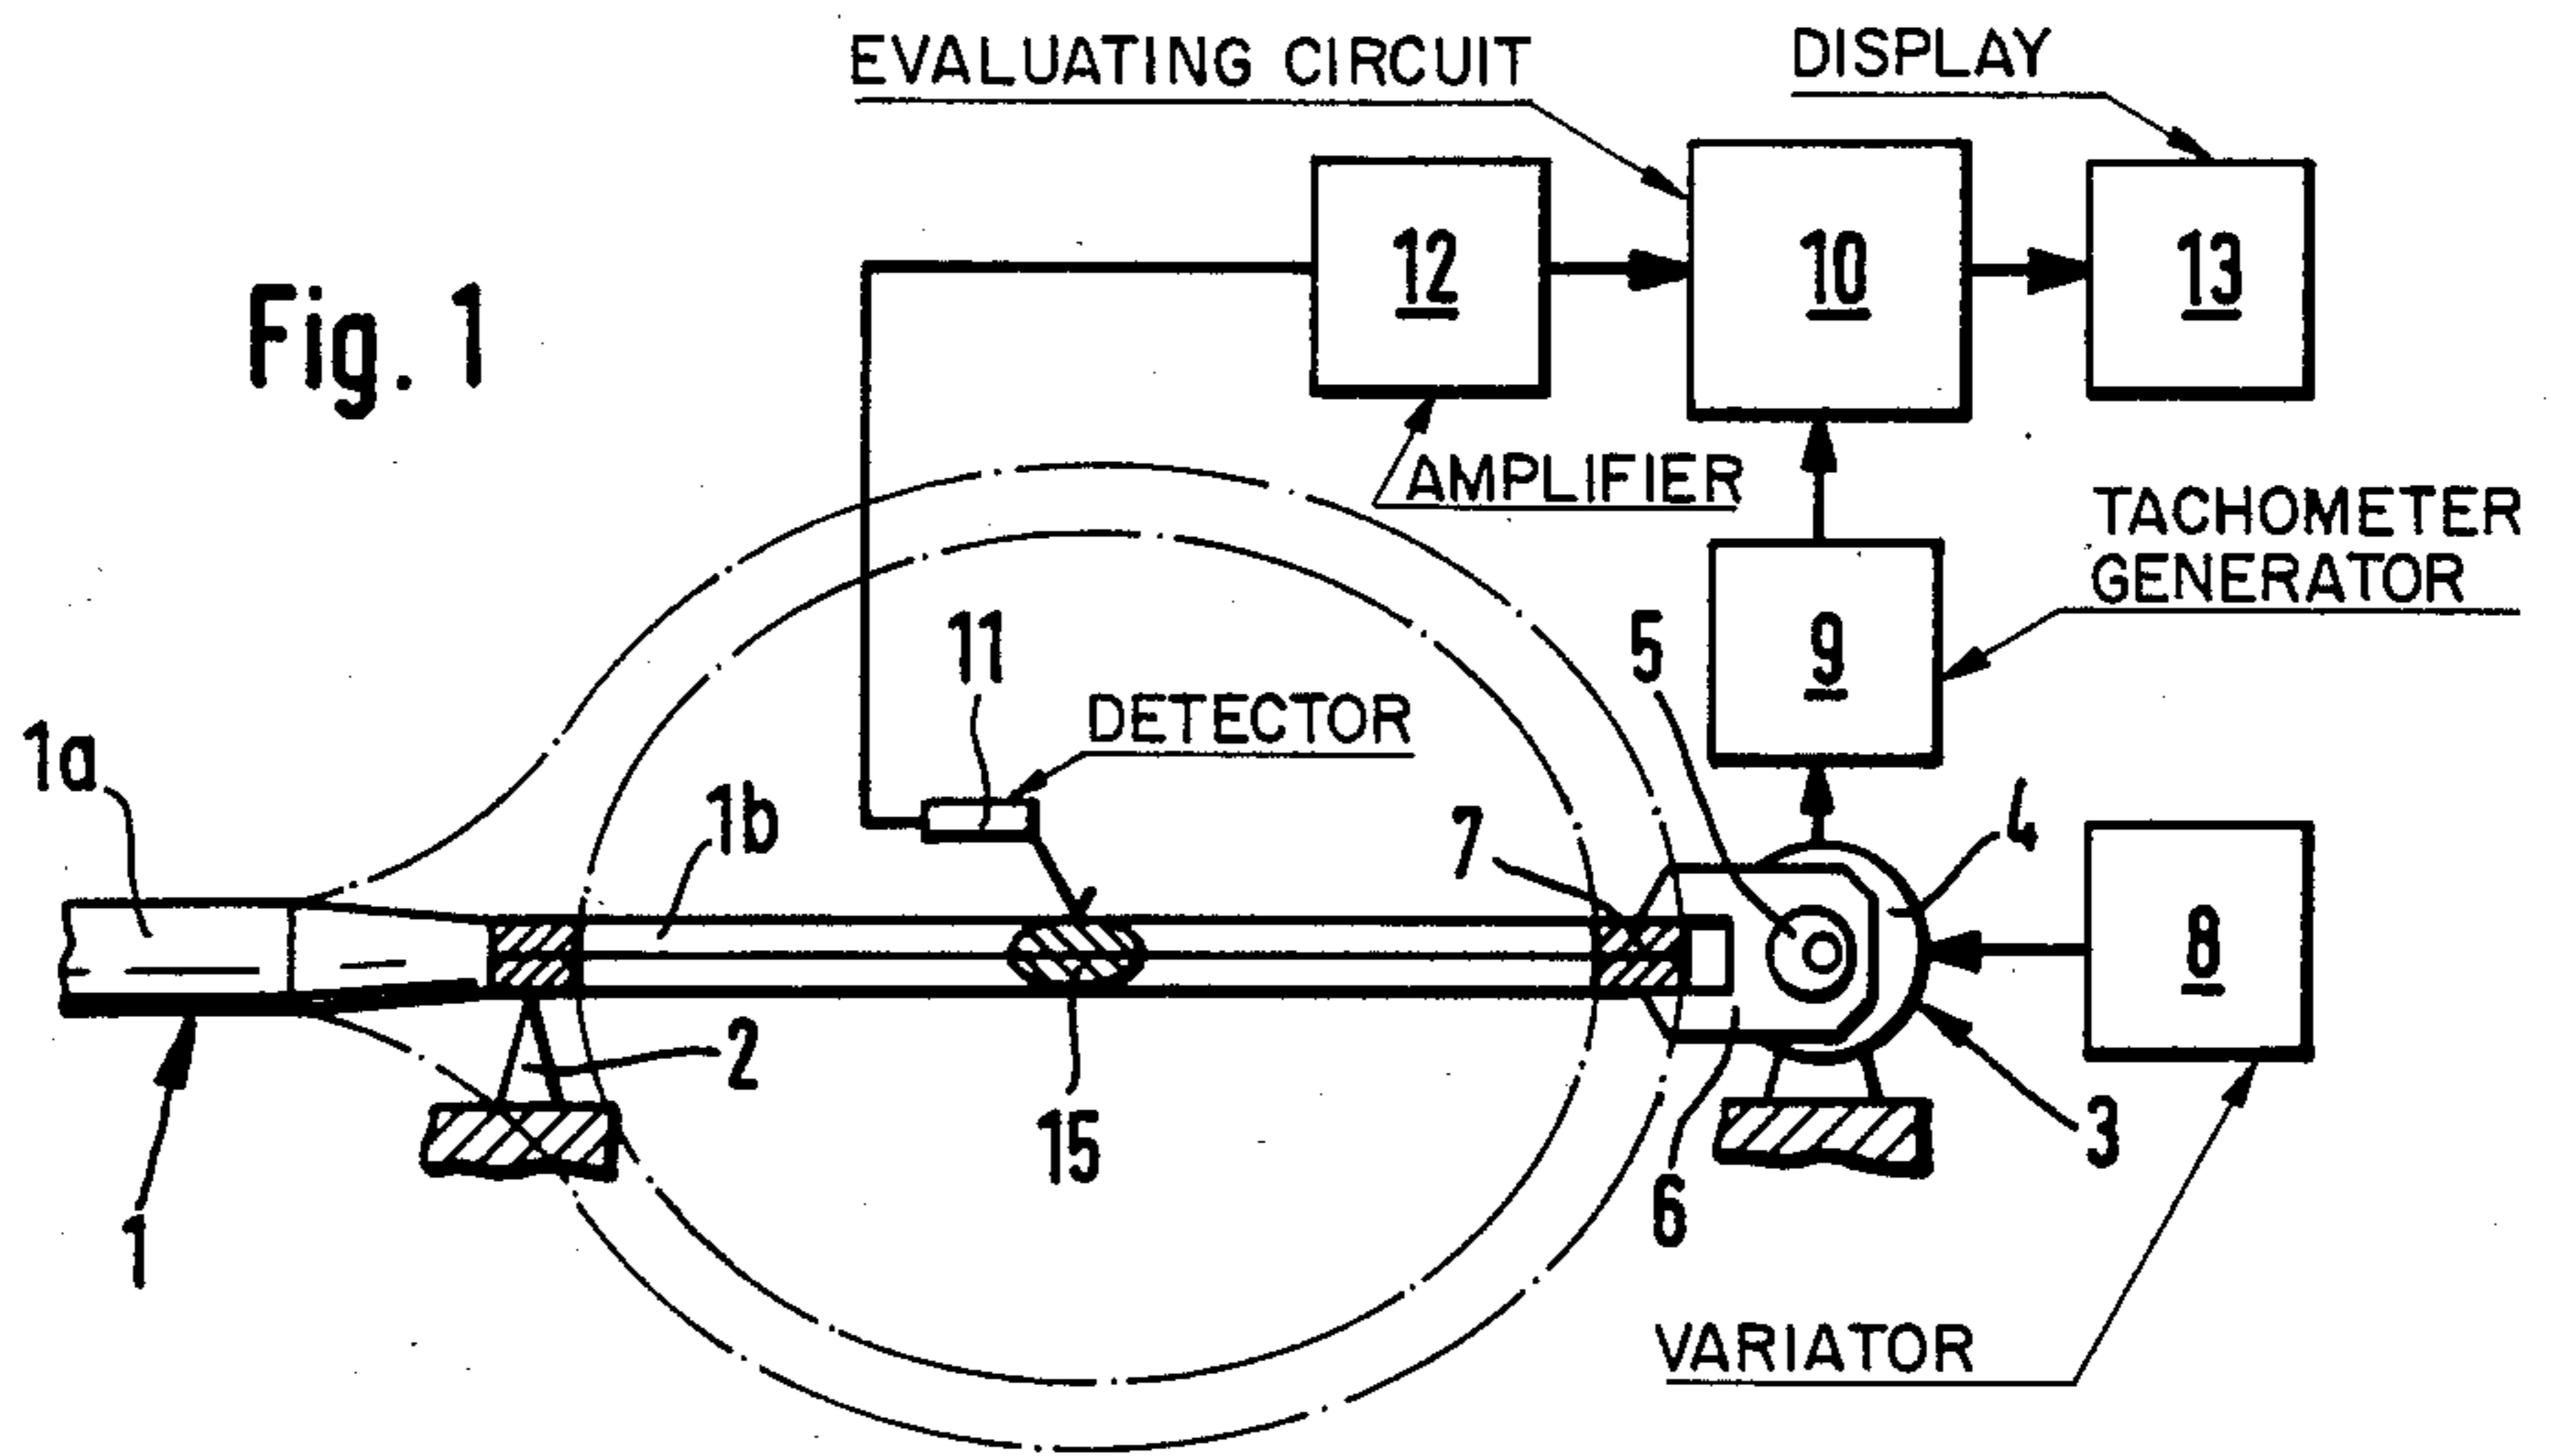 EVALUATING CIRCUIT
DISPLAY
Fig. 1
12
10
13
AMPLIFIER
TACHOMETER
GENERATOR
11
5
9
DETECTOR
1a
1b
7
4
8
2
15
6
3
1
VARIATOR